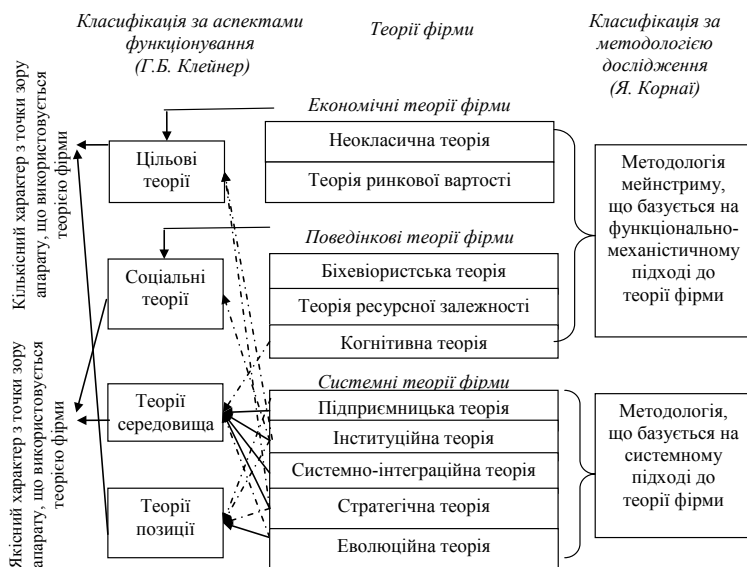 Класифікація за аспектами
функціонування
(Г.Б. Клейнер)
Теорії фірми
Класифікація за
методологією
дослідження
(Я. Корнаї)
Кількісний характер з точки зору
апарату, що використовується
теорією фірми
Якісний характер з точки зору
апарату, що використовується
теорією фірми
Цільові
теорії
Соціальні
теорії
Теорії
середовища
Теорії
позиції
Економічні теорії фірми
Неокласична теорія
Теорія ринкової вартості
Поведінкові теорії фірми
Біхевіористська теорія
Теорія ресурсної залежності
Когнітивна теорія
Системні теорії фірми
Підприємницька теорія
Інституційна теорія
Системно-інтеграційна теорія
Стратегічна теорія
Еволюційна теорія
Методологія
мейнстриму,
що базується на
функціонально-
механістичному
підході до
теорії фірми
Методологія,
що базується на
системному
підході до
теорії фірми